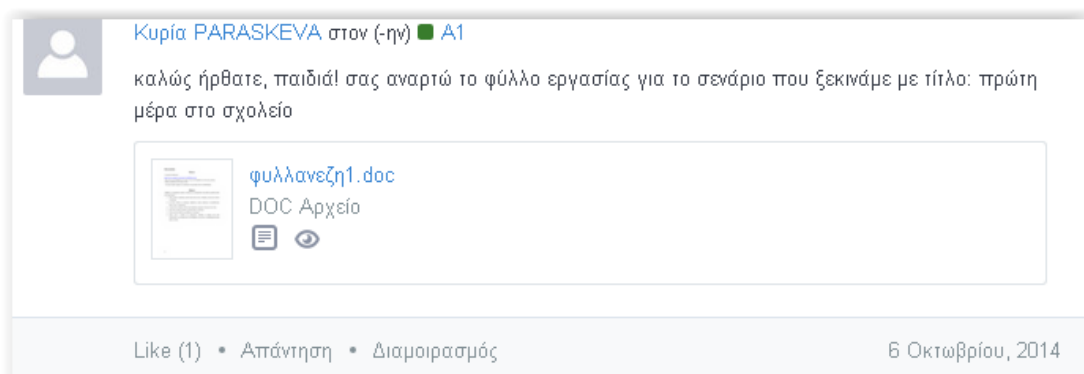 Κυρία PARASKEVA στον (-ην) A1
καλώς ήρθατε, παιδιά! σας αναρτώ το φύλλο εργασίας για το σενάριο που ξεκινάμε με τίτλο: πρώτη
μέρα στο σχολείο
φυλλανεζη1.doc
DOC Αρχείο
Like (1) • Απάντηση • Διαμοιρασμός 6 Οκτωβρίου, 2014